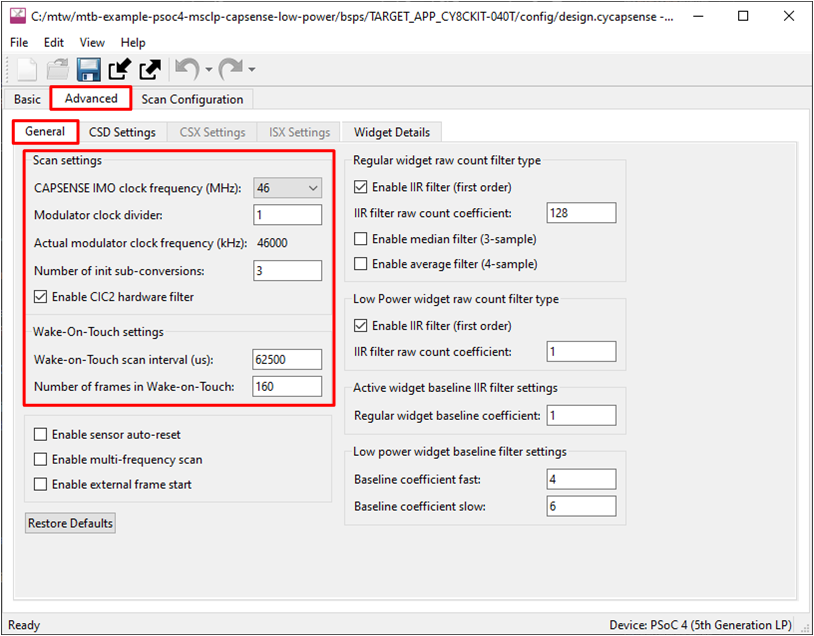 C:/mtw/mtb-example-psoc4-msclp-capsense-low-power/bsps/TARGET_APP_CY8CKIT-040T/config/design.cycapsense -...
File Edit View Help
Basic Advanced Scan Configuration
General CSD Settings CSX Settings ISX Settings Widget Details
Scan settings
CAPSENSE IMO clock frequency (MHz): 46
Modulator clock divider: 1
Actual modulator clock frequency (kHz): 46000
Number of init sub-conversions: 3
Enable CIC2 hardware filter
Wake-On-Touch settings
Wake-on-Touch scan interval (us): 62500
Number of frames in Wake-on-Touch: 160
Enable sensor auto-reset
Enable multi-frequency scan
Enable external frame start
Restore Defaults
Regular widget raw count filter type
Enable IIR filter (first order)
IIR filter raw count coefficient: 128
Enable median filter (3-sample)
Enable average filter (4-sample)
Low Power widget raw count filter type
Enable IIR filter (first order)
IIR filter raw count coefficient: 1
Active widget baseline IIR filter settings
Regular widget baseline coefficient: 1
Low power widget baseline filter settings
Baseline coefficient fast: 4
Baseline coefficient slow: 6
Ready Device: PSoC 4 (5th Generation LP)